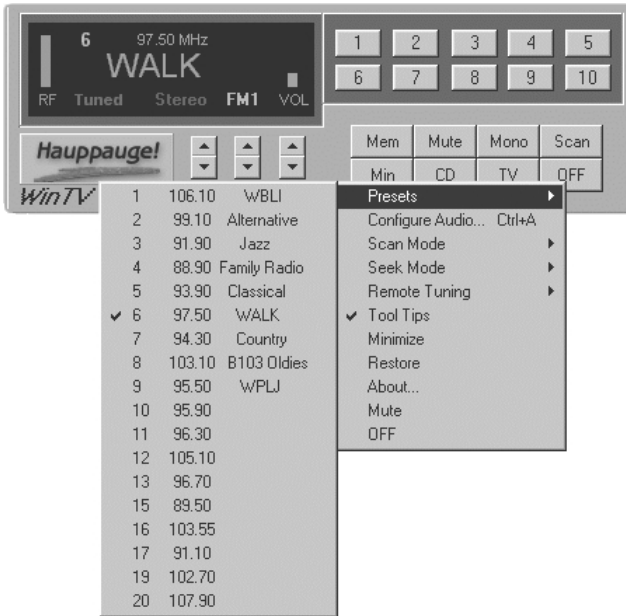 6 97.50 MHz
WALK
RF Tuned Stereo FM1 VOL
1 2 3 4 5
6 7 8 9 10
Hauppauge!
WinTV
Mem Mute Mono Scan
Min CD TV OFF
1 106.10 WBLI
2 99.10 Alternative
3 91.90 Jazz
4 88.90 Family Radio
5 93.90 Classical
6 97.50 WALK
7 94.30 Country
8 103.10 B103 Oldies
9 95.50 WPLJ
10 95.90
11 96.30
12 105.10
13 96.70
15 89.50
16 103.55
17 91.10
19 102.70
20 107.90
Presets
Configure Audio... Ctrl+A
Scan Mode
Seek Mode
Remote Tuning
Tool Tips
Minimize
Restore
About...
Mute
OFF